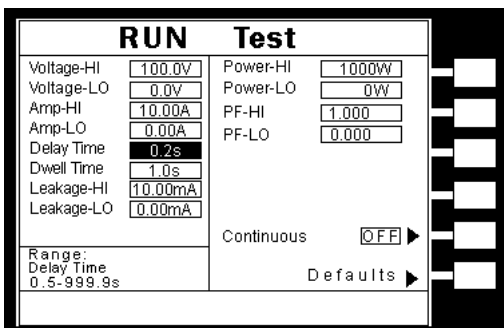 RUN Test
Voltage-HI 100.0V
Voltage-LO 0.0V
Amp-HI 10.00A
Amp-LO 0.00A
Delay Time 0.2s
Dwell Time 1.0s
Leakage-HI 10.00mA
Leakage-LO 0.00mA
Range:
Delay Time
0.5-999.9s
Power-HI 1000W
Power-LO 0W
PF-HI 1.000
PF-LO 0.000
Continuous OFF
Defaults